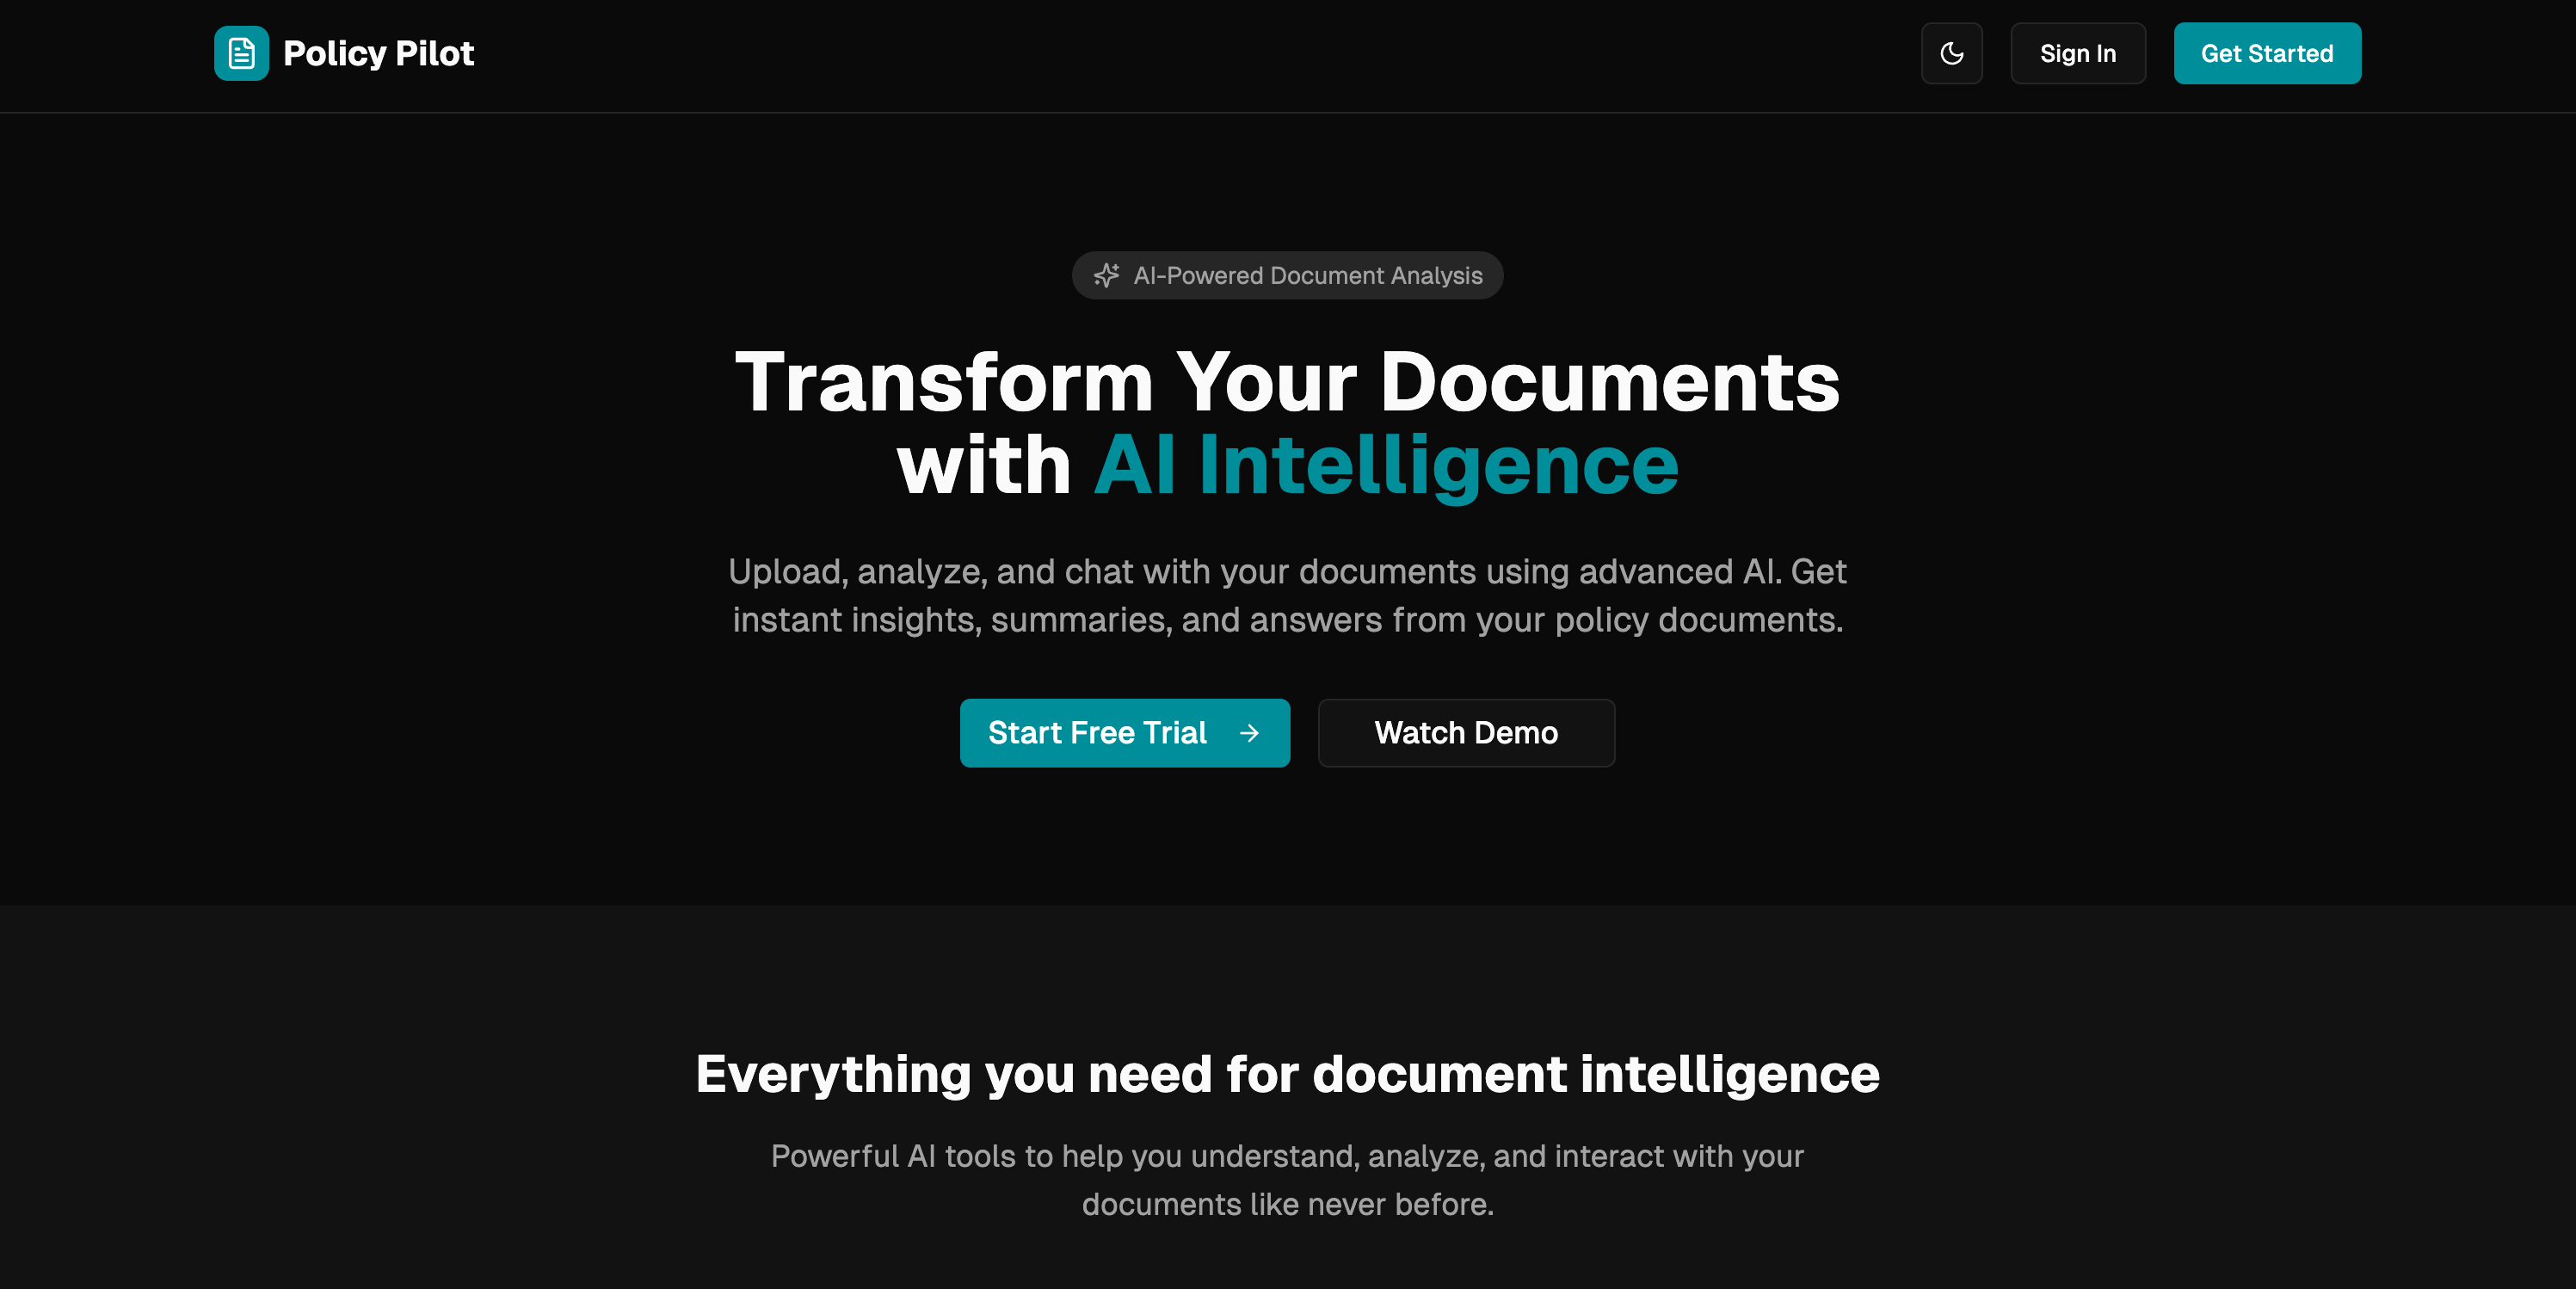 Policy Pilot
Sign In
Get Started
AI-Powered Document Analysis
Transform Your Documents
with AI Intelligence
Upload, analyze, and chat with your documents using advanced AI. Get
instant insights, summaries, and answers from your policy documents.
Start Free Trial
Watch Demo
Everything you need for document intelligence
Powerful AI tools to help you understand, analyze, and interact with your
documents like never before.